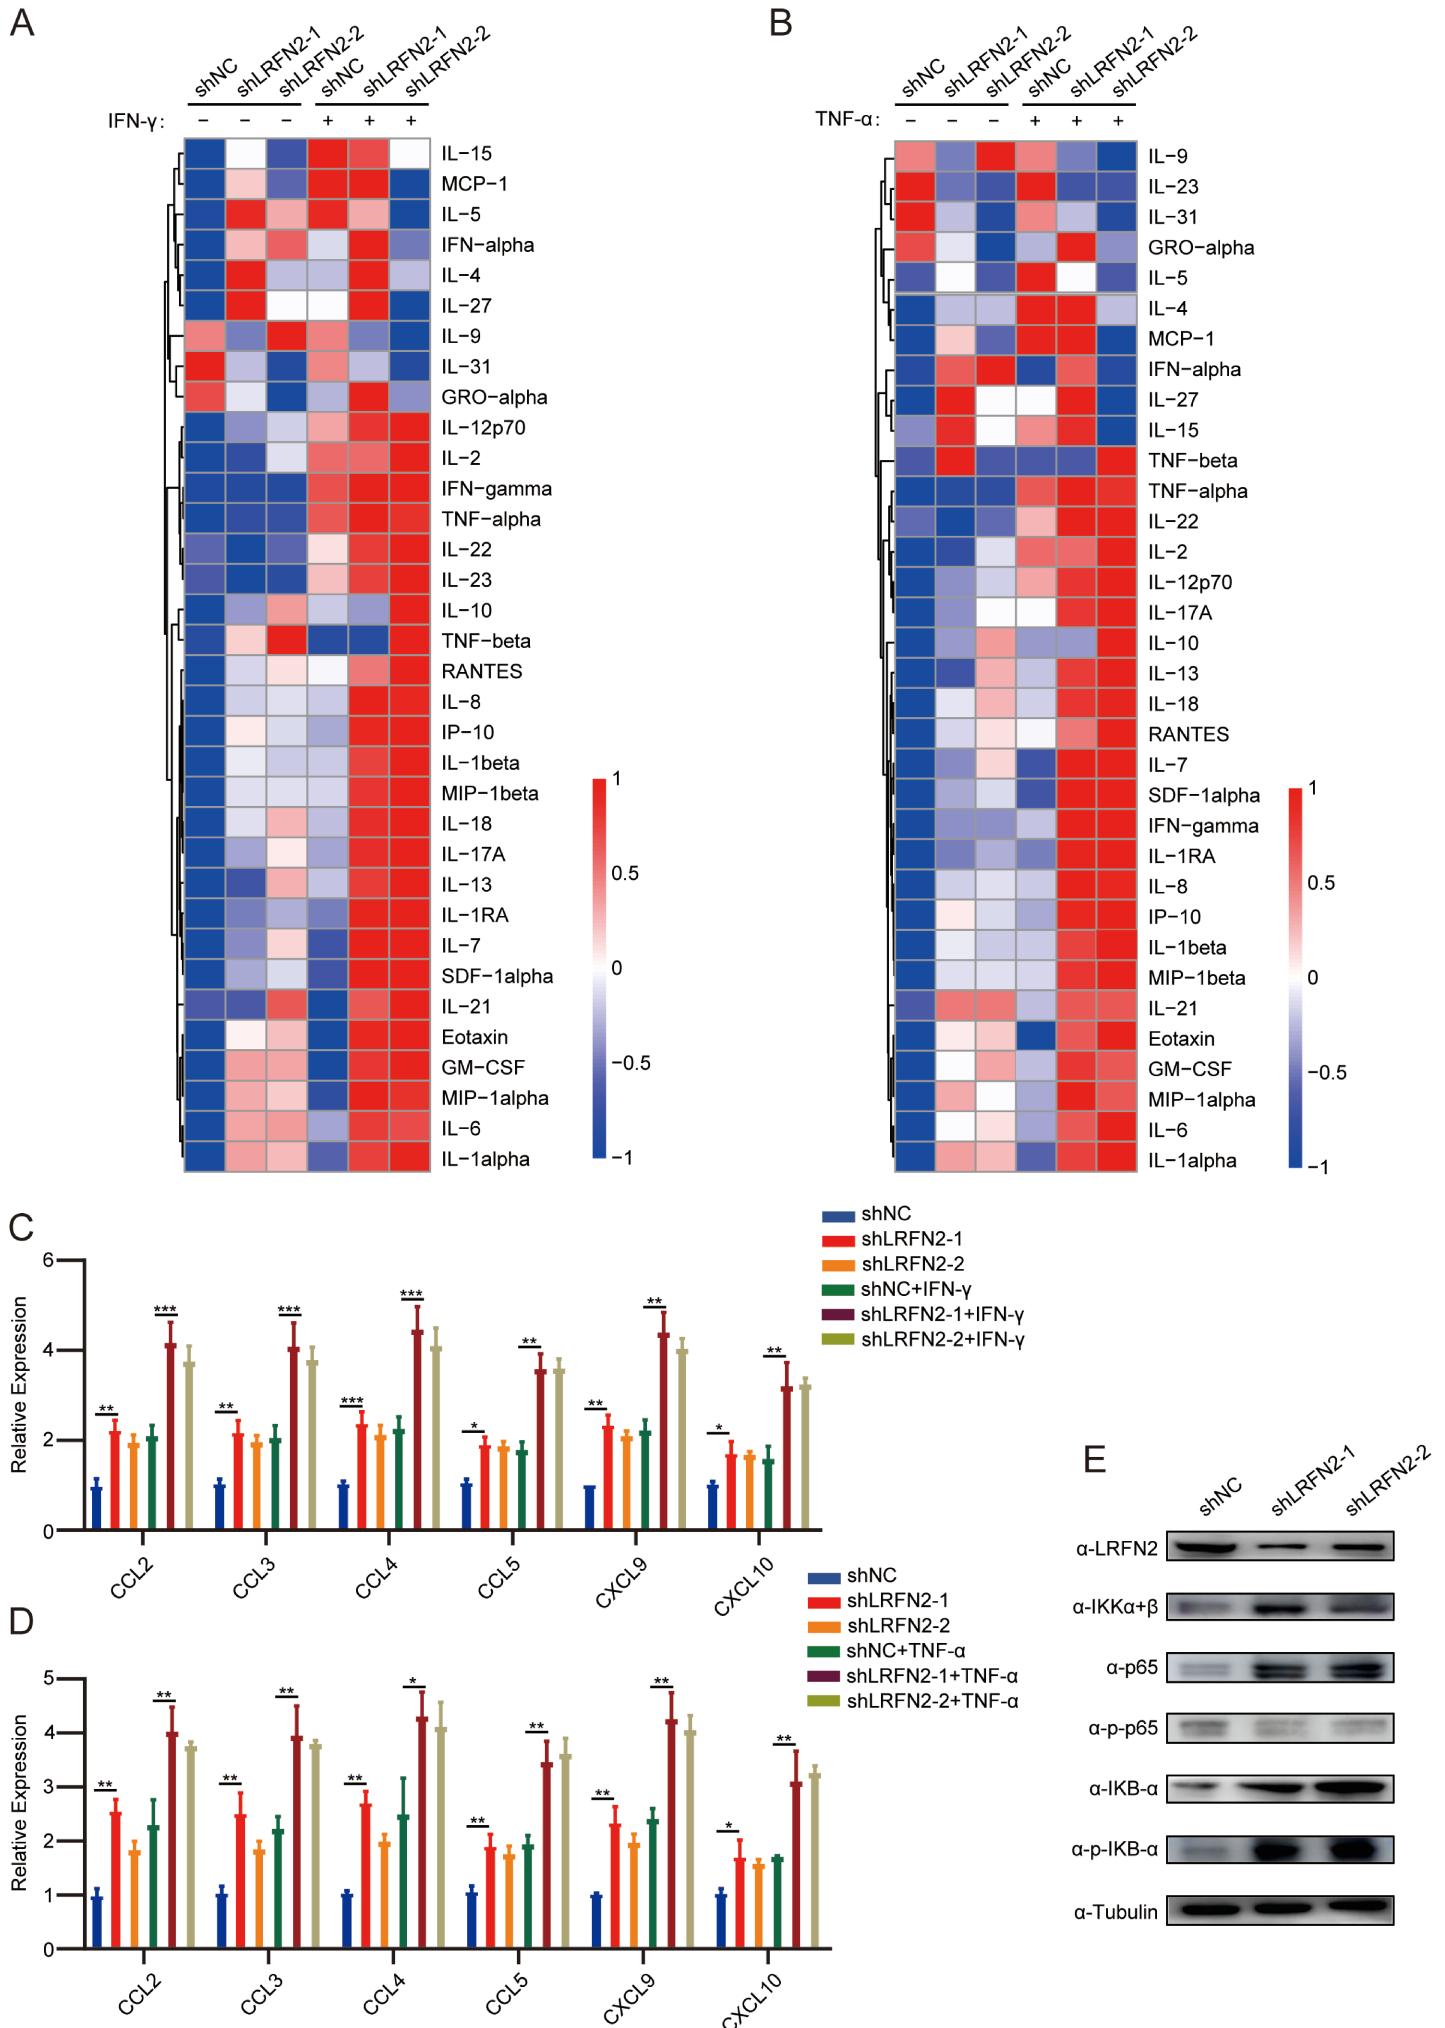 A
shNC
shLRFN2-1
shLRFN2-2
shNC
shLRFN2-1
shLRFN2-2
IFN-γ: − − − + + +
IL−15
MCP−1
IL−5
IFN−alpha
IL−4
IL−27
IL−9
IL−31
GRO−alpha
IL−12p70
IL−2
IFN−gamma
TNF−alpha
IL−22
IL−23
IL−10
TNF−beta
RANTES
IL−8
IP−10
IL−1beta
MIP−1beta
IL−18
IL−17A
IL−13
IL−1RA
IL−7
SDF−1alpha
IL−21
Eotaxin
GM−CSF
MIP−1alpha
IL−6
IL−1alpha
1
0.5
0
−0.5
−1
B
shNC
shLRFN2-1
shLRFN2-2
shNC
shLRFN2-1
shLRFN2-2
TNF-α: − − − + + +
IL−9
IL−23
IL−31
GRO−alpha
IL−5
IL−4
MCP−1
IFN−alpha
IL−27
IL−15
TNF−beta
TNF−alpha
IL−22
IL−2
IL−12p70
IL−17A
IL−10
IL−13
IL−18
RANTES
IL−7
SDF−1alpha
IFN−gamma
IL−1RA
IL−8
IP−10
IL−1beta
MIP−1beta
IL−21
Eotaxin
GM−CSF
MIP−1alpha
IL−6
IL−1alpha
1
0.5
0
−0.5
−1
C
shNC
shLRFN2-1
shLRFN2-2
shNC+IFN-γ
shLRFN2-1+IFN-γ
shLRFN2-2+IFN-γ
Relative Expression
6
4
2
0
** *** ** *** *** *** * ** ** ** * **
CCL2
CCL3
CCL4
CCL5
CXCL9
CXCL10
D
shNC
shLRFN2-1
shLRFN2-2
shNC+TNF-α
shLRFN2-1+TNF-α
shLRFN2-2+TNF-α
Relative Expression
5
4
3
2
1
0
** ** ** ** ** * ** ** ** ** * **
CCL2
CCL3
CCL4
CCL5
CXCL9
CXCL10
E
shNC
shLRFN2-1
shLRFN2-2
α-LRFN2
α-IKKα+β
α-p65
α-p-p65
α-IKB-α
α-p-IKB-α
α-Tubulin